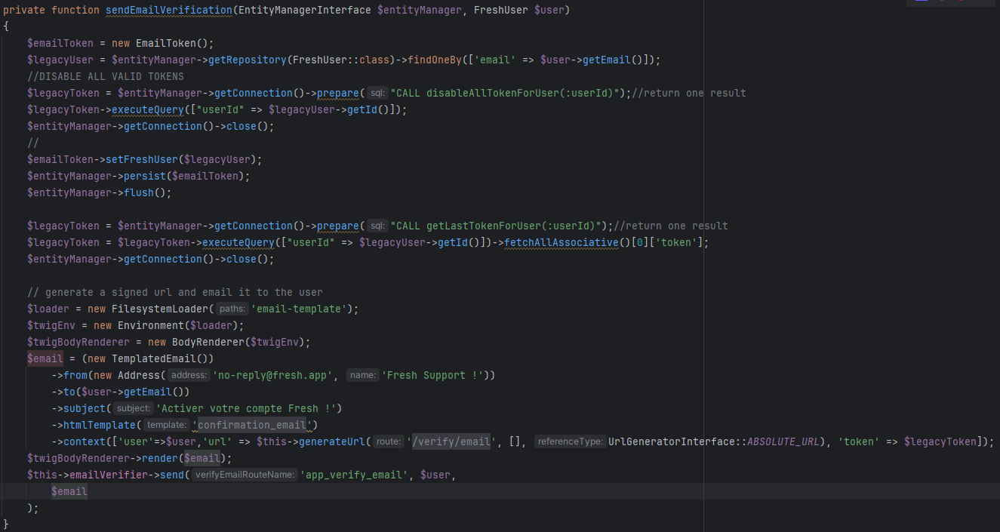 private function sendEmailVerification(EntityManagerInterface $entityManager, FreshUser $user)
{
    $emailToken = new EmailToken();
    $legacyUser = $entityManager->getRepository(FreshUser::class)->findOneBy(['email' => $user->getEmail()]);
    //DISABLE ALL VALID TOKENS
    $legacyToken = $entityManager->getConnection()->prepare( sql: "CALL disableAllTokenForUser(:userId)");//return one result
    $legacyToken->executeQuery(["userId" => $legacyUser->getId()]);
    $entityManager->getConnection()->close();
    //
    $emailToken->setFreshUser($legacyUser);
    $entityManager->persist($emailToken);
    $entityManager->flush();

    $legacyToken = $entityManager->getConnection()->prepare( sql: "CALL getLastTokenForUser(:userId)");//return one result
    $legacyToken = $legacyToken->executeQuery(["userId" => $legacyUser->getId()])->fetchAllAssociative()[0]['token'];
    $entityManager->getConnection()->close();

    // generate a signed url and email it to the user
    $loader = new FilesystemLoader( paths: 'email-template');
    $twigEnv = new Environment($loader);
    $twigBodyRenderer = new BodyRenderer($twigEnv);
    $email = (new TemplatedEmail())
        ->from(new Address( address: 'no-reply@fresh.app', name: 'Fresh Support !'))
        ->to($user->getEmail())
        ->subject( subject: 'Activer votre compte Fresh !')
        ->htmlTemplate( template: 'confirmation_email')
        ->context(['user'=>$user,'url' => $this->generateUrl( route: '/verify/email', [], referenceType: UrlGeneratorInterface::ABSOLUTE_URL), 'token' => $legacyToken]);
    $twigBodyRenderer->render($email);
    $this->emailVerifier->send( verifyEmailRouteName: 'app_verify_email', $user,
        $email
    );
}